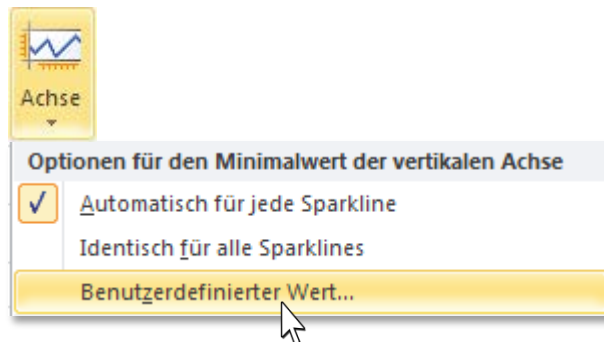 Achse
Optionen für den Minimalwert der vertikalen Achse
Automatisch für jede Sparkline
Identisch für alle Sparklines
Benutzerdefinierter Wert...